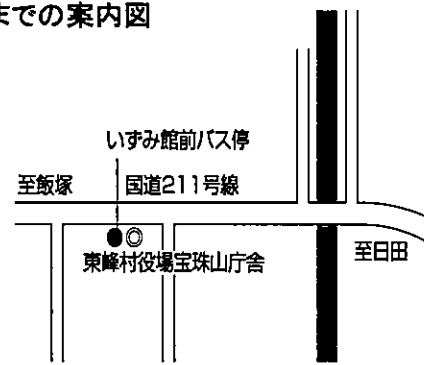 までの案内図
いずみ館前バス停
至飯塚 国道211号線
東峰村役場宝珠山庁舎
至日田